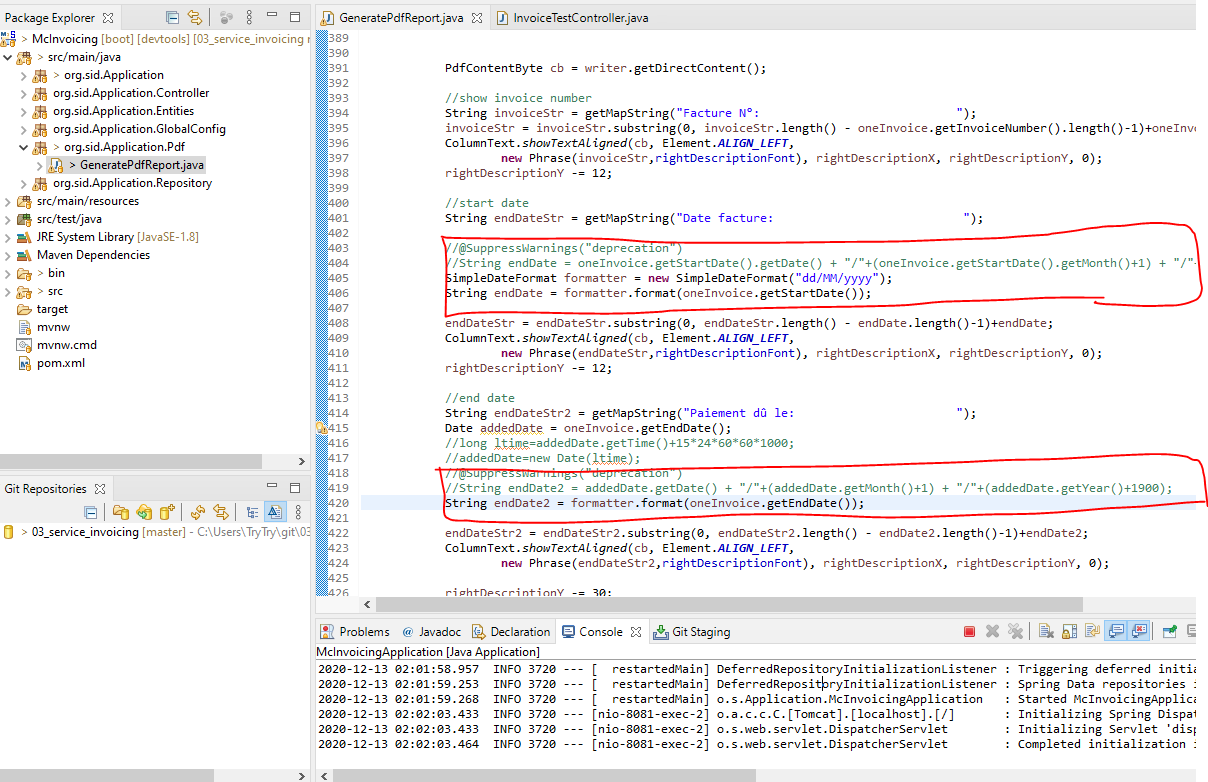 Package Explorer
McInvoicing [boot] [devtools] [03_service_invoicing
> src/main/java
> org.sid.Application
> org.sid.Application.Controller
> org.sid.Application.Entities
> org.sid.Application.GlobalConfig
> org.sid.Application.Pdf
> GeneratePdfReport.java
org.sid.Application.Repository
src/main/resources
src/test/java
JRE System Library [JavaSE-1.8]
Maven Dependencies
> bin
> src
target
mvnw
mvnw.cmd
pom.xml
Git Repositories
> 03_service_invoicing [master] - C:\Users\TryTry\git\03
GeneratePdfReport.java
InvoiceTestController.java
389
390
391 PdfContentByte cb = writer.getDirectContent();
392
393 //show invoice number
394 String invoiceStr = getMapString("Facture N°:                           ");
395 invoiceStr = invoiceStr.substring(0, invoiceStr.length() - oneInvoice.getInvoiceNumber().length()-1)+oneInvo
396 ColumnText.showTextAligned(cb, Element.ALIGN_LEFT,
397 new Phrase(invoiceStr,rightDescriptionFont), rightDescriptionX, rightDescriptionY, 0);
398 rightDescriptionY -= 12;
399
400 //start date
401 String endDateStr = getMapString("Date facture:                           ");
402
403 //@SuppressWarnings("deprecation")
404 //String endDate = oneInvoice.getStartDate().getDate() + "/"+(oneInvoice.getStartDate().getMonth()+1) + "/"+
405 SimpleDateFormat formatter = new SimpleDateFormat("dd/MM/yyyy");
406 String endDate = formatter.format(oneInvoice.getStartDate());
407
408 endDateStr = endDateStr.substring(0, endDateStr.length() - endDate.length()-1)+endDate;
409 ColumnText.showTextAligned(cb, Element.ALIGN_LEFT,
410 new Phrase(endDateStr,rightDescriptionFont), rightDescriptionX, rightDescriptionY, 0);
411 rightDescriptionY -= 12;
412
413 //end date
414 String endDateStr2 = getMapString("Paiement dû le:                       ");
415 Date addedDate = oneInvoice.getEndDate();
416 //long ltime=addedDate.getTime()+15*24*60*60*1000;
417 //addedDate=new Date(ltime);
418 //@SuppressWarnings("deprecation")
419 //String endDate2 = addedDate.getDate() + "/"+(addedDate.getMonth()+1) + "/"+(addedDate.getYear()+1900);
420 String endDate2 = formatter.format(oneInvoice.getEndDate());
421
422 endDateStr2 = endDateStr2.substring(0, endDateStr2.length() - endDate2.length()-1)+endDate2;
423 ColumnText.showTextAligned(cb, Element.ALIGN_LEFT,
424 new Phrase(endDateStr2,rightDescriptionFont), rightDescriptionX, rightDescriptionY, 0);
425
426 rightDescriptionY -= 30;
Problems @ Javadoc Declaration Console Git Staging
McInvoicingApplication [Java Application]
2020-12-13 02:01:58.957  INFO 3720 --- [  restartedMain] DeferredRepositoryInitializationListener : Triggering deferred initia
2020-12-13 02:01:59.253  INFO 3720 --- [  restartedMain] DeferredRepositoryInitializationListener : Spring Data repositories i
2020-12-13 02:01:59.268  INFO 3720 --- [  restartedMain] o.s.Application.McInvoicingApplication   : Started McInvoicingApplica
2020-12-13 02:02:03.433  INFO 3720 --- [nio-8081-exec-2] o.a.c.c.C.[Tomcat].[localhost].[/]       : Initializing Spring Dispat
2020-12-13 02:02:03.433  INFO 3720 --- [nio-8081-exec-2] o.s.web.servlet.DispatcherServlet        : Initializing Servlet 'disp
2020-12-13 02:02:03.464  INFO 3720 --- [nio-8081-exec-2] o.s.web.servlet.DispatcherServlet        : Completed initialization i